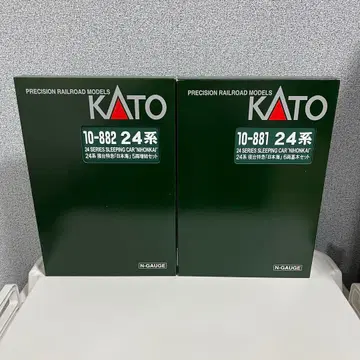 PRECISION RAILROAD MODELS
KATO
10-882 24系
24 SERIES SLEEPING CAR "NIHONKAI"
24系 寝台特急「日本海」5両増結セット
N-GAUGE
PRECISION RAILROAD MODELS
KATO
10-881 24系
24 SERIES SLEEPING CAR "NIHONKAI"
24系 寝台特急「日本海」6両基本セット
N-GAUGE